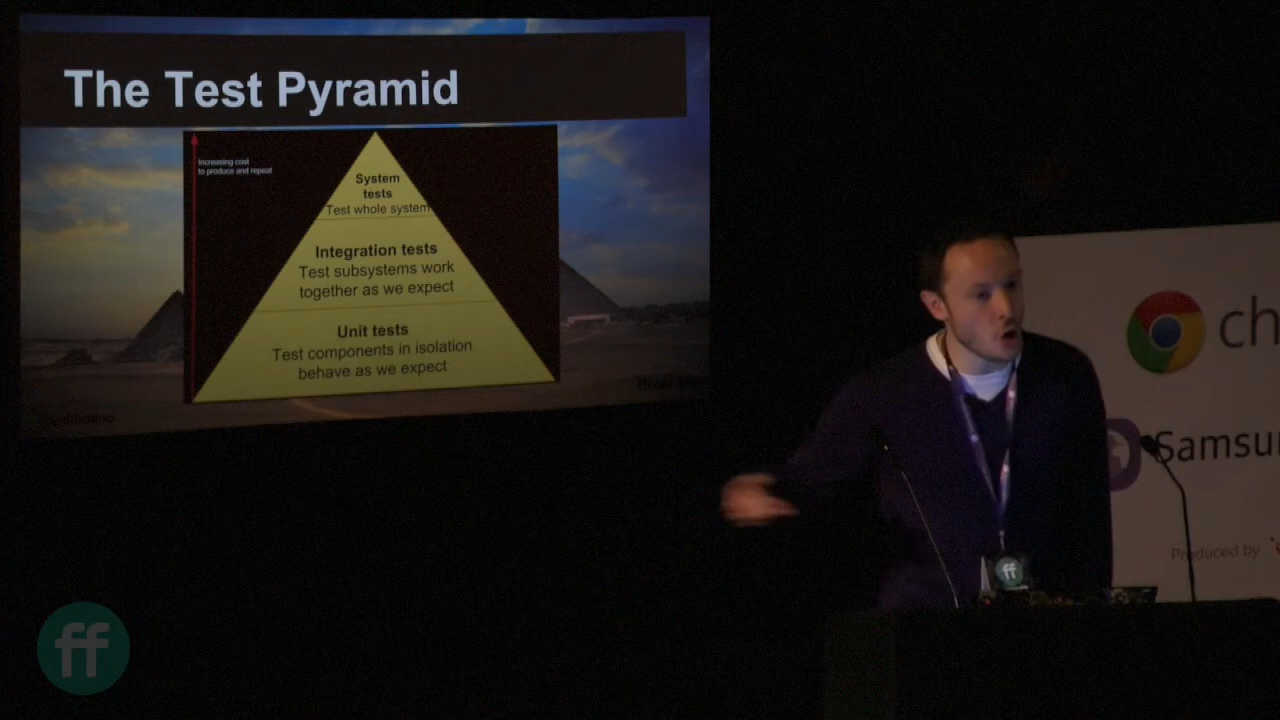 The Test Pyramid
Increasing cost
to produce and repeat
System
tests
Test whole system
Integration tests
Test subsystems work
together as we expect
Unit tests
Test components in isolation
behave as we expect
ch
Samsu
Produced by
ff
ff